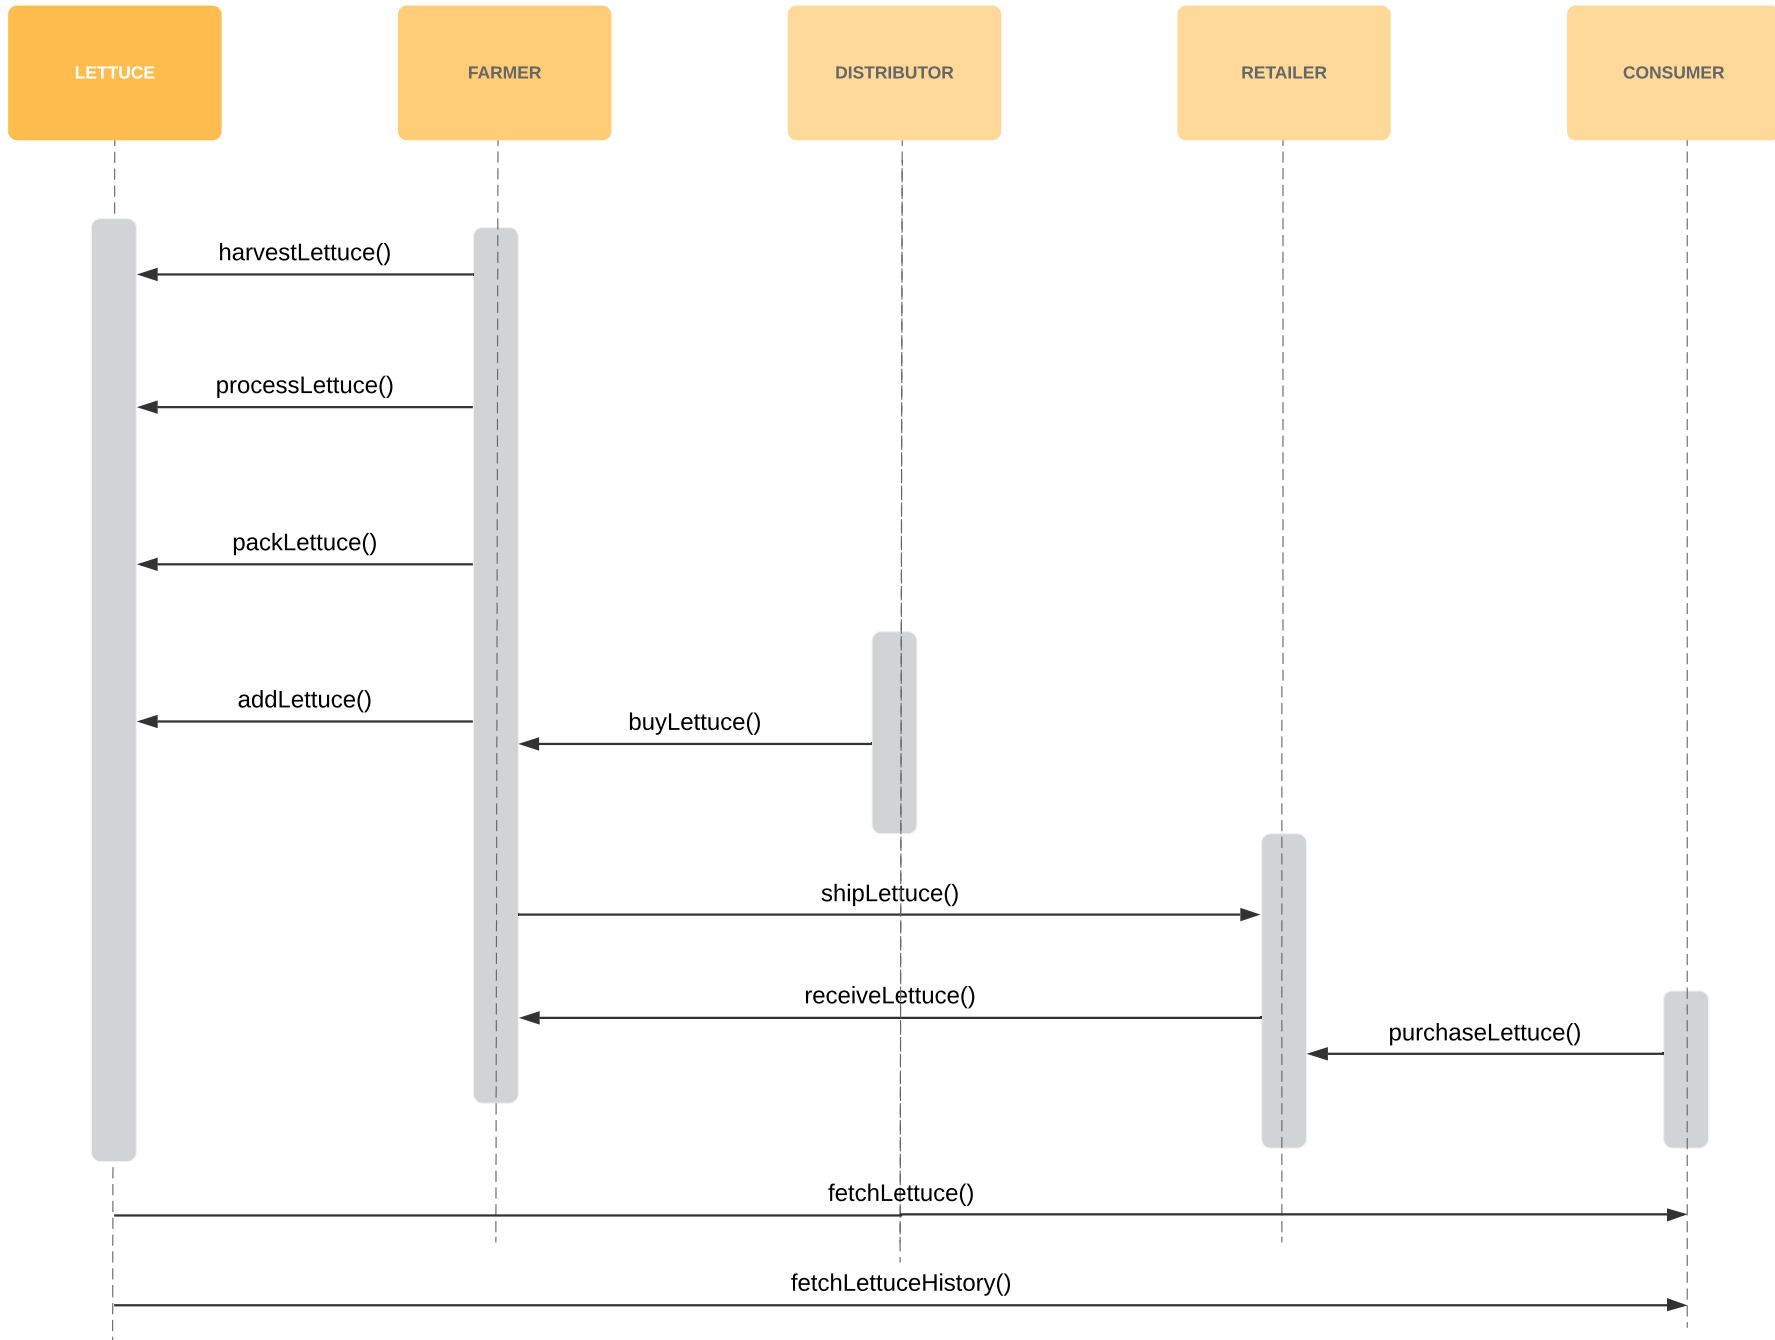 LETTUCE
FARMER
DISTRIBUTOR
RETAILER
CONSUMER
harvestLettuce()
processLettuce()
packLettuce()
addLettuce()
buyLettuce()
shipLettuce()
receiveLettuce()
purchaseLettuce()
fetchLettuce()
fetchLettuceHistory()